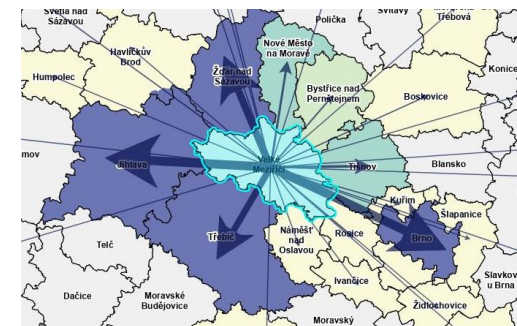 Světlá nad
Sázavou
Havlíčkův
Brod
Humpolec
Polička
Svitavy
Třebová
Nové Město
na Moravě
Žďár nad
Sázavou
Bystřice nad
Pernštejnem
Konice
Boskovice
mov
Jihlava
Velké
Meziříčí
Tišnov
Blansko
Kuřim
Šlapanice
Třebíč
Náměšť
nad
Oslavou
Rosice
Brno
Telč
Ivančice
Slavkov
u Brna
Dačice
Moravské
Budějovice
Židlochovice
Moravský